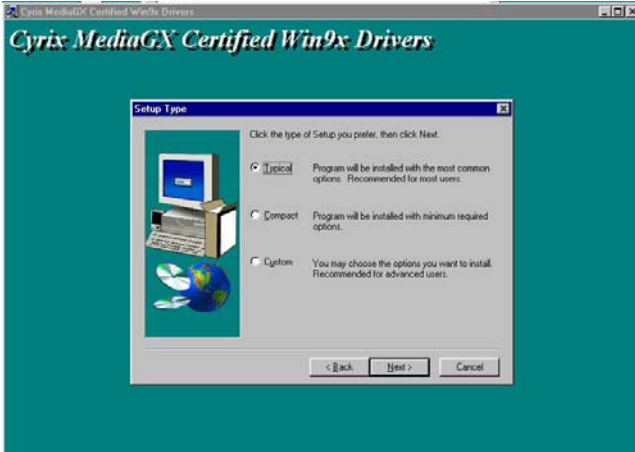 Cyrix MediaGX Certified Win9x Drivers
Cyrix MediaGX Certified Win9x Drivers
Setup Type
Click the type of Setup you prefer, then click Next.
Typical
Program will be installed with the most common
options. Recommended for most users.
Compact
Program will be installed with minimum required
options.
Custom
You may choose the options you want to install.
Recommended for advanced users.
< Back
Next >
Cancel